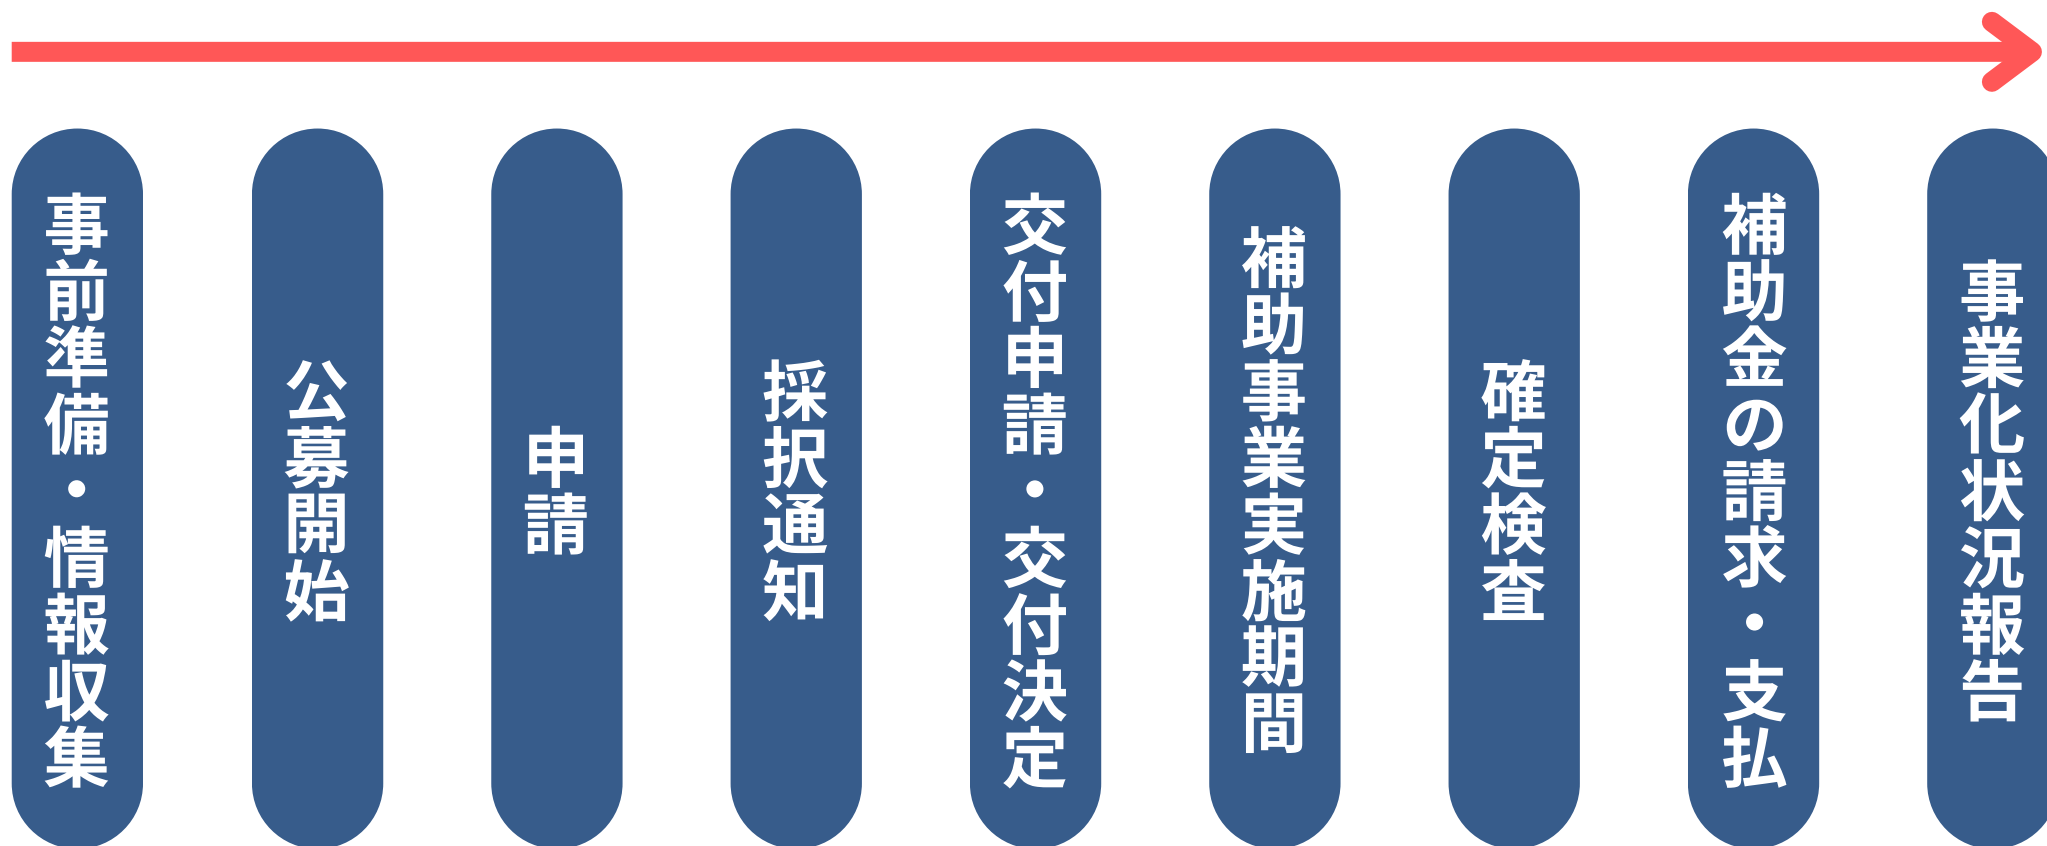 事前準備・情報収集
公募開始
申請
採択通知
交付申請・交付決定
補助事業実施期間
確定検査
補助金の請求・支払
事業化状況報告